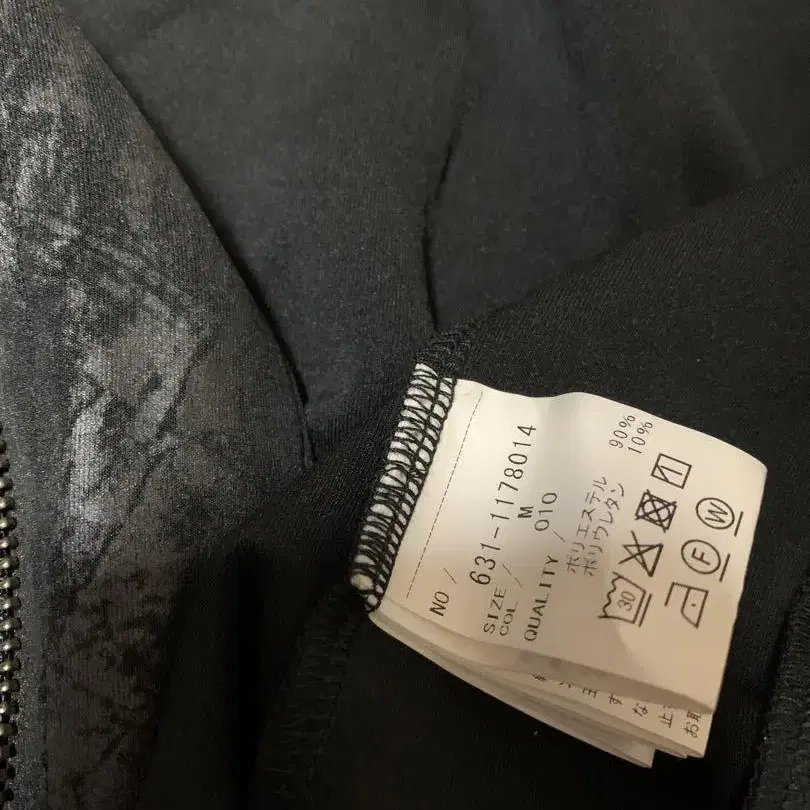 NO / 631-1178014
SIZE / M
COL / 010
QUALITY /
ポリエステル 90%
ポリウレタン 10%
30
F W